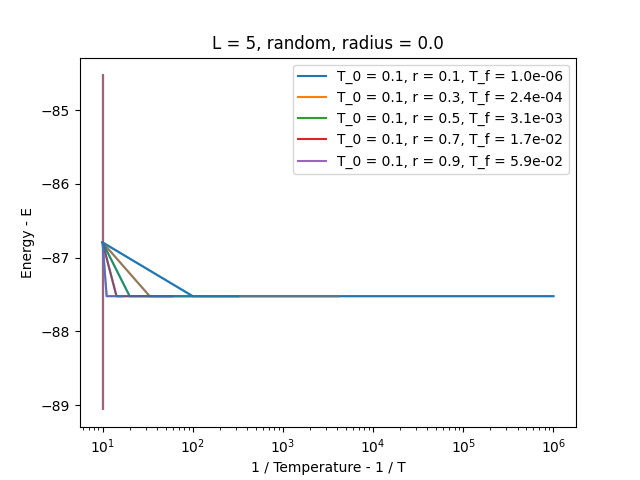 L = 5, random, radius = 0.0
T_0 = 0.1, r = 0.1, T_f = 1.0e-06
T_0 = 0.1, r = 0.3, T_f = 2.4e-04
T_0 = 0.1, r = 0.5, T_f = 3.1e-03
T_0 = 0.1, r = 0.7, T_f = 1.7e-02
T_0 = 0.1, r = 0.9, T_f = 5.9e-02
Energy - E
−85
−86
−87
−88
−89
10¹ 10² 10³ 10⁴ 10⁵ 10⁶
1 / Temperature - 1 / T